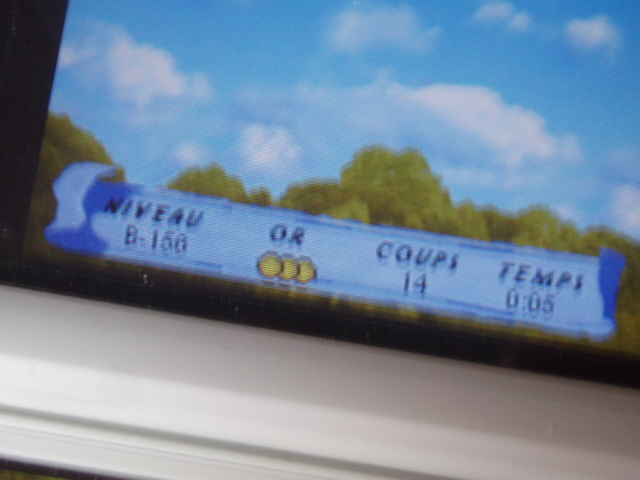 NIVEAU OR COUPS TEMPS
B-156 14 0:05